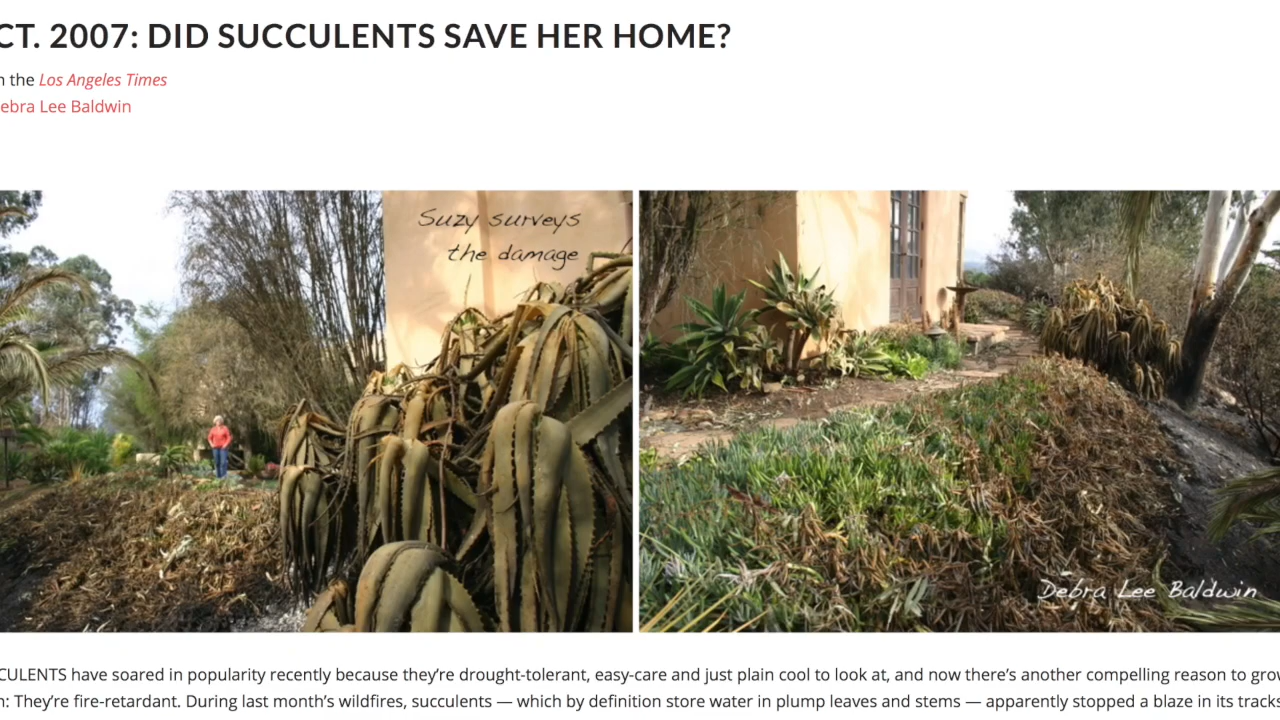 CT. 2007: DID SUCCULENTS SAVE HER HOME?
n the Los Angeles Times
ebra Lee Baldwin
Suzy surveys
the damage
Debra Lee Baldwin
CULENTS have soared in popularity recently because they’re drought-tolerant, easy-care and just plain cool to look at, and now there’s another compelling reason to grow
n: They’re fire-retardant. During last month’s wildfires, succulents — which by definition store water in plump leaves and stems — apparently stopped a blaze in its tracks